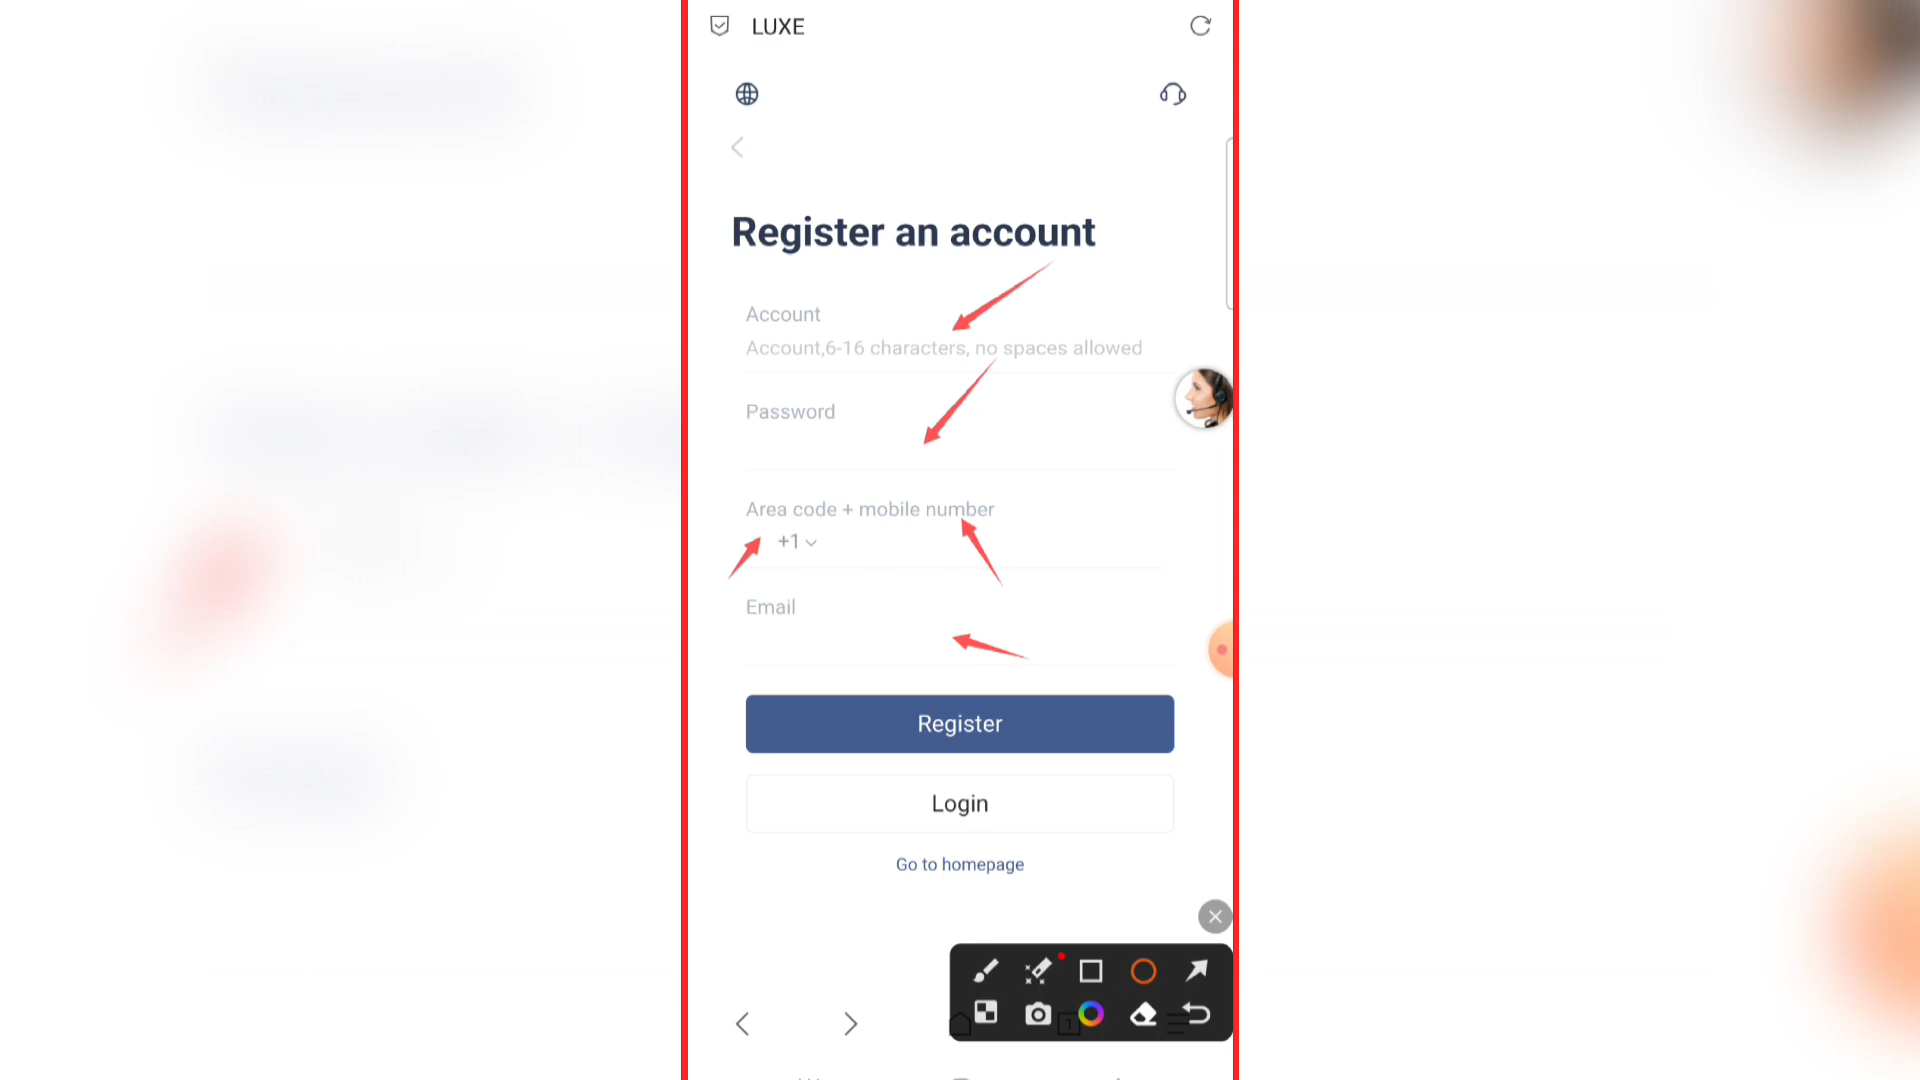 LUXE
Register an account
Account
Account,6-16 characters, no spaces allowed
Password
Area code + mobile number
+1
Email
Register
Login
Go to homepage
1